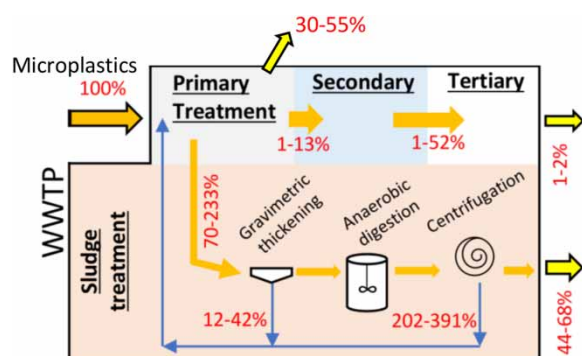 30-55%
Microplastics
100%
Primary
Treatment
Secondary
Tertiary
1-13%
1-52%
1-2%
WWTP
Sludge
treatment
70-233%
Gravimetric
thickening
Anaerobic
digestion
Centrifugation
12-42%
202-391%
44-68%